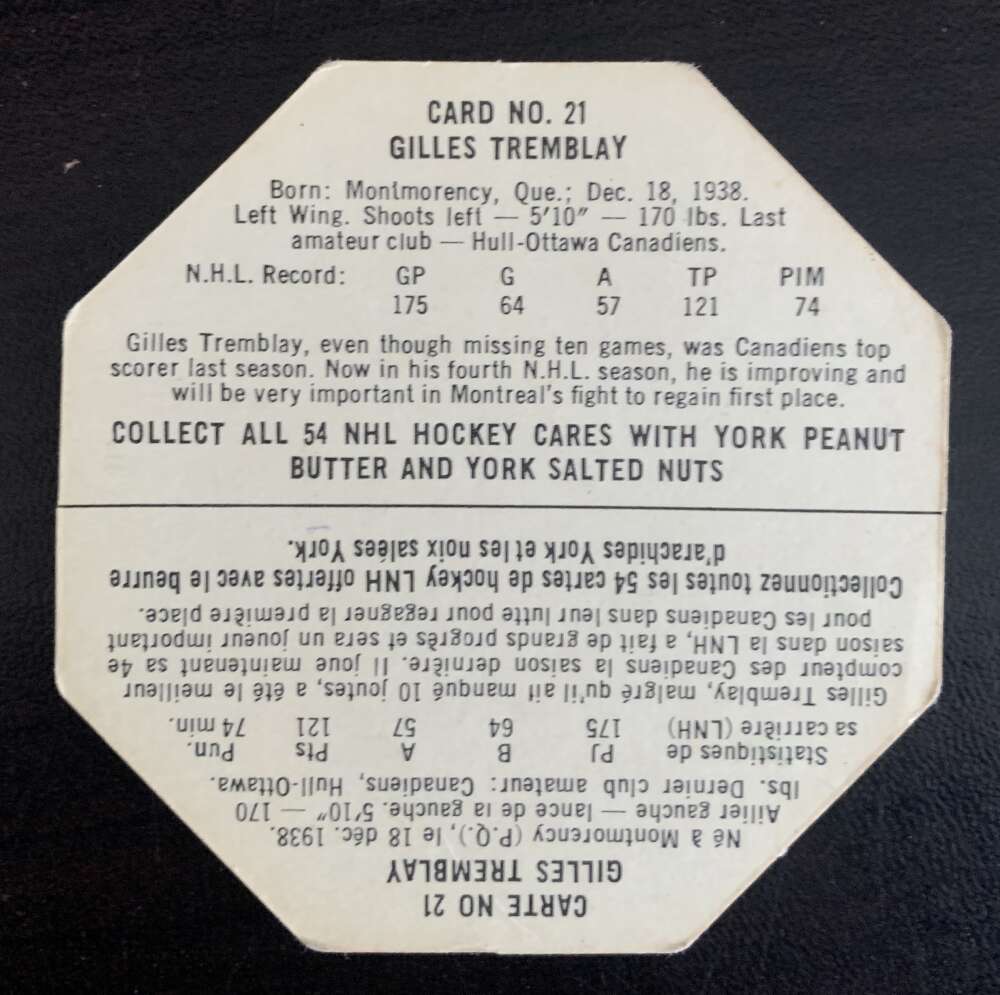 CARD NO. 21
GILLES TREMBLAY
Born: Montmorency, Que.; Dec. 18, 1938.
Left Wing. Shoots left — 5'10" — 170 lbs. Last
amateur club — Hull-Ottawa Canadiens.
N.H.L. Record: GP G A TP PIM
175 64 57 121 74
Gilles Tremblay, even though missing ten games, was Canadiens top
scorer last season. Now in his fourth N.H.L. season, he is improving and
will be very important in Montreal's fight to regain first place.
COLLECT ALL 54 NHL HOCKEY CARES WITH YORK PEANUT
BUTTER AND YORK SALTED NUTS
CARTE NO 21
GILLES TREMBLAY
Né à Montmorency (P.Q.), le 18 déc. 1938.
Ailier gauche — lance de la gauche. 5'10" — 170
lbs. Dernier club amateur: Canadiens, Hull-Ottawa.
Statistiques de PJ B A Pts Pun.
sa carrière (LNH) 175 64 57 121 74 min.
Gilles Tremblay, malgré qu'il ait manqué 10 joutes, a été le meilleur
compteur des Canadiens la saison dernière. Il joue maintenant sa 4e
saison dans la LNH, a fait de grands progrès et sera un joueur important
pour les Canadiens dans leur lutte pour regagner la première place.
Collectionnez toutes les 54 cartes de hockey LNH offertes avec le beurre
d'arachides York et les noix salées York.